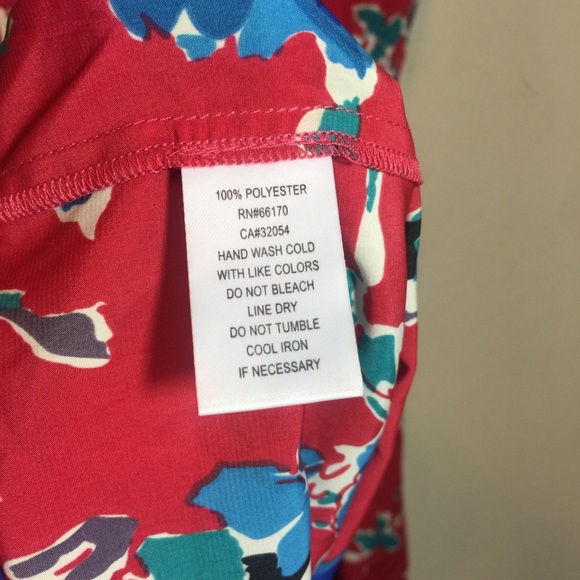 100% POLYESTER
RN#66170
CA#32054
HAND WASH COLD
WITH LIKE COLORS
DO NOT BLEACH
LINE DRY
DO NOT TUMBLE
COOL IRON
IF NECESSARY